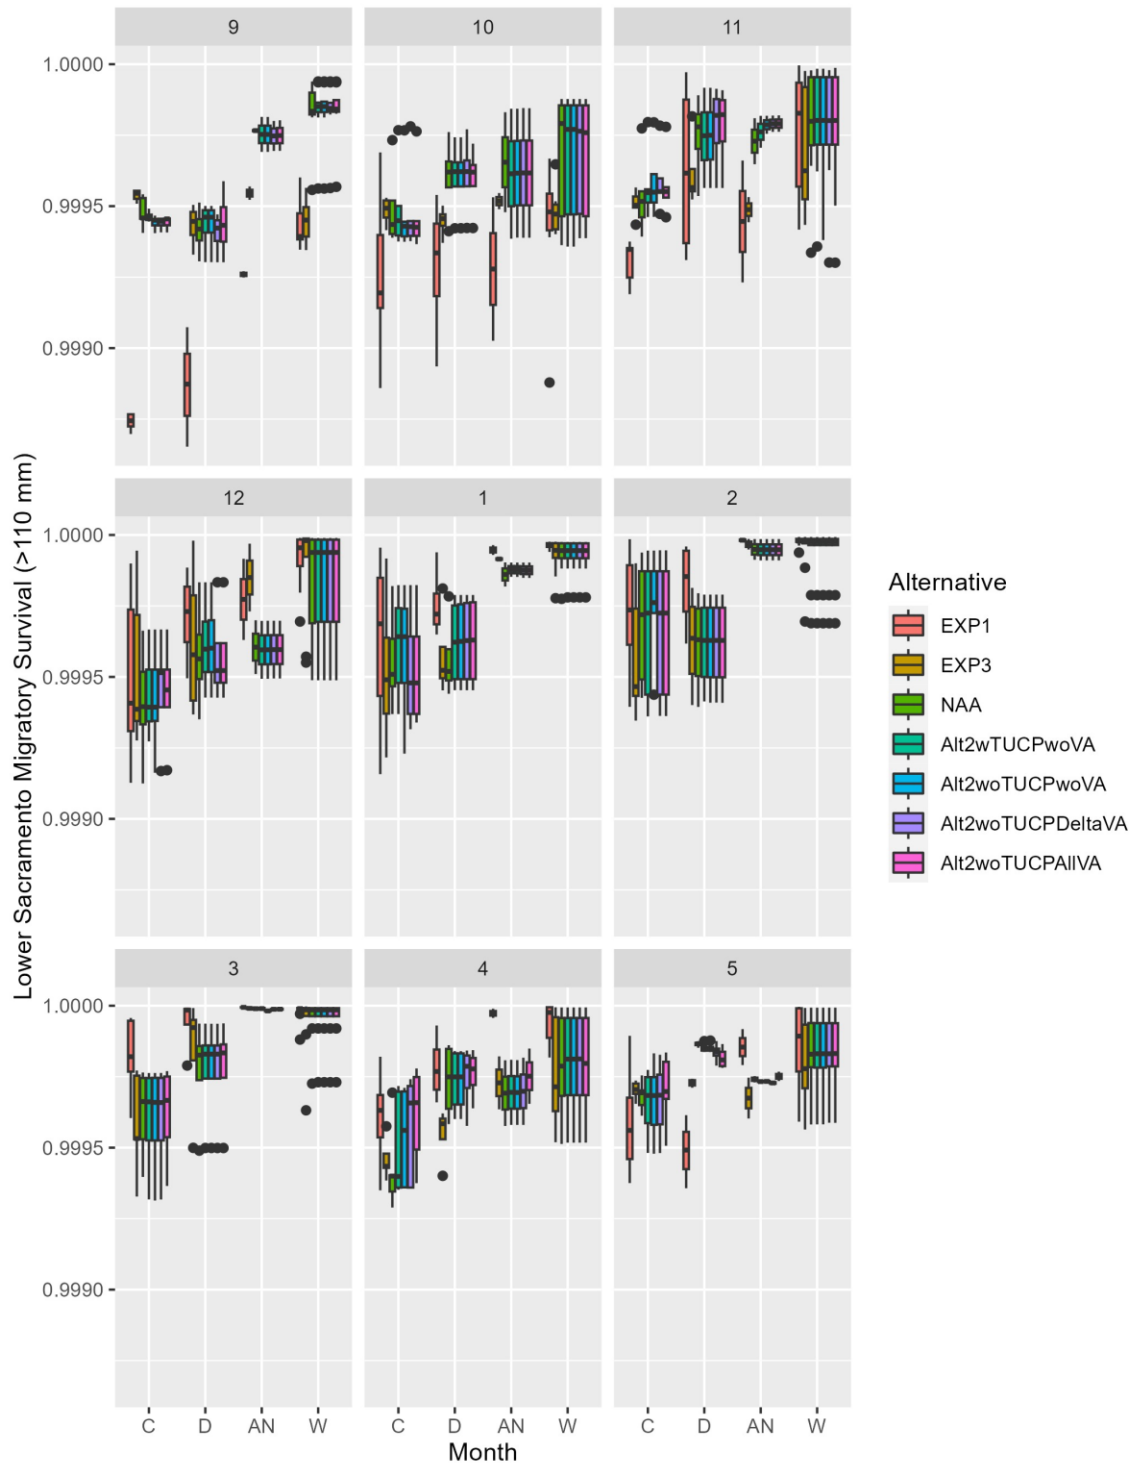 9 10 11
1.0000
0.9995
0.9990
12 1 2
1.0000
0.9995
0.9990
3 4 5
1.0000
0.9995
0.9990
C D AN W C D AN W C D AN W
Month
Lower Sacramento Migratory Survival (>110 mm)
Alternative
EXP1
EXP3
NAA
Alt2wTUCPwoVA
Alt2woTUCPwoVA
Alt2woTUCPDeltaVA
Alt2woTUCPAllVA